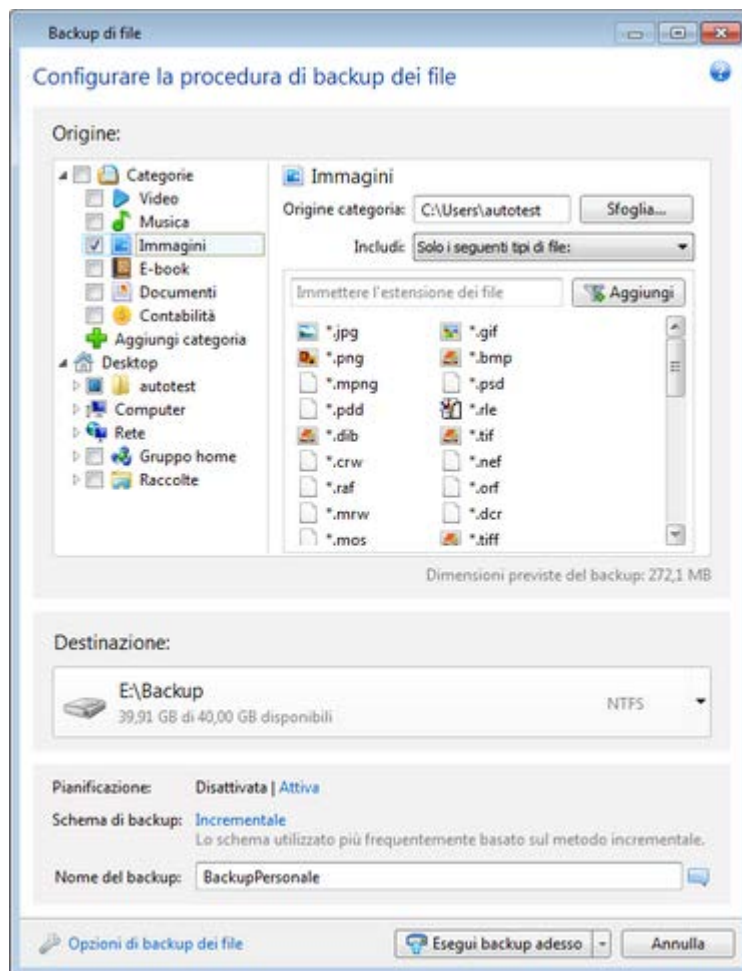 Backup di file
Configurare la procedura di backup dei file
Origine:
Categorie
Video
Musica
Immagini
E-book
Documenti
Contabilità
Aggiungi categoria
Desktop
autotest
Computer
Rete
Gruppo home
Raccolte
Immagini
Origine categoria: C:\Users\autotest Sfoglia...
Includi: Solo i seguenti tipi di file:
Immettere l'estensione dei file Aggiungi
*.jpg *.gif
*.png *.bmp
*.mpng *.psd
*.pdd *.rle
*.dib *.tif
*.crw *.nef
*.raf *.orf
*.mrw *.dcr
*.mos *.tiff
Dimensioni previste del backup: 272,1 MB
Destinazione:
E:\Backup
39,91 GB di 40,00 GB disponibili NTFS
Pianificazione: Disattivata | Attiva
Schema di backup: Incrementale
Lo schema utilizzato più frequentemente basato sul metodo incrementale.
Nome del backup: BackupPersonale
Opzioni di backup dei file Esegui backup adesso Annulla